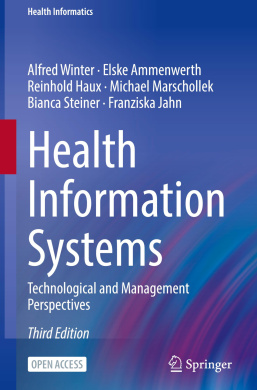 Health Informatics
Alfred Winter · Elske Ammenwerth
Reinhold Haux · Michael Marschollek
Bianca Steiner · Franziska Jahn
Health
Information
Systems
Technological and Management
Perspectives
Third Edition
OPEN ACCESS
Springer